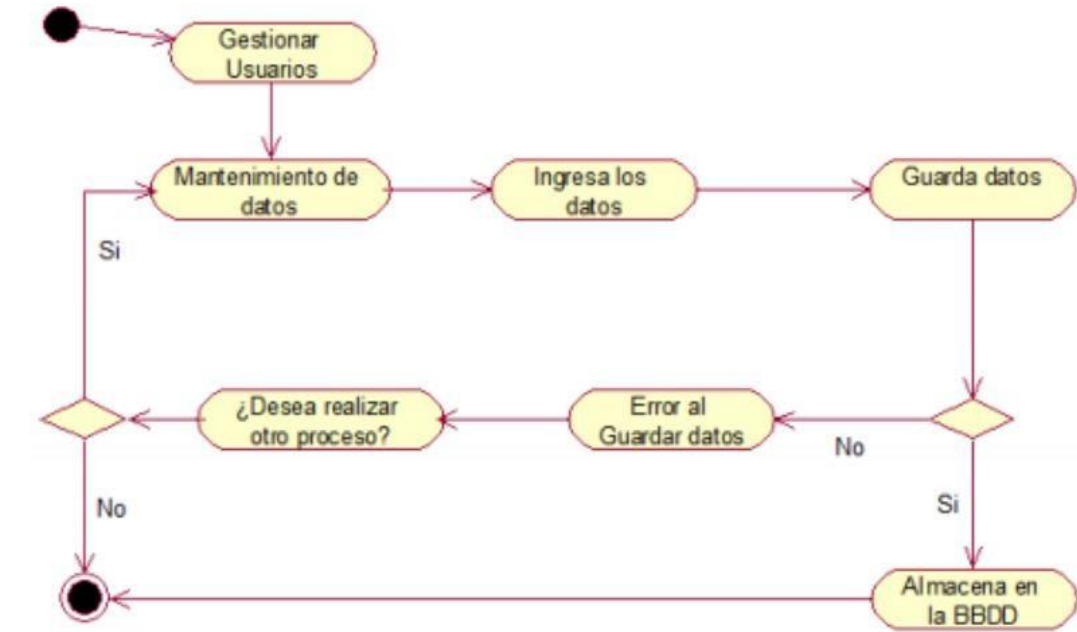 Gestionar
Usuarios
Mantenimiento de
datos
Ingresa los
datos
Guarda datos
Si
¿Desea realizar
otro proceso?
Error al
Guardar datos
No
No
Si
Almacena en
la BBDD